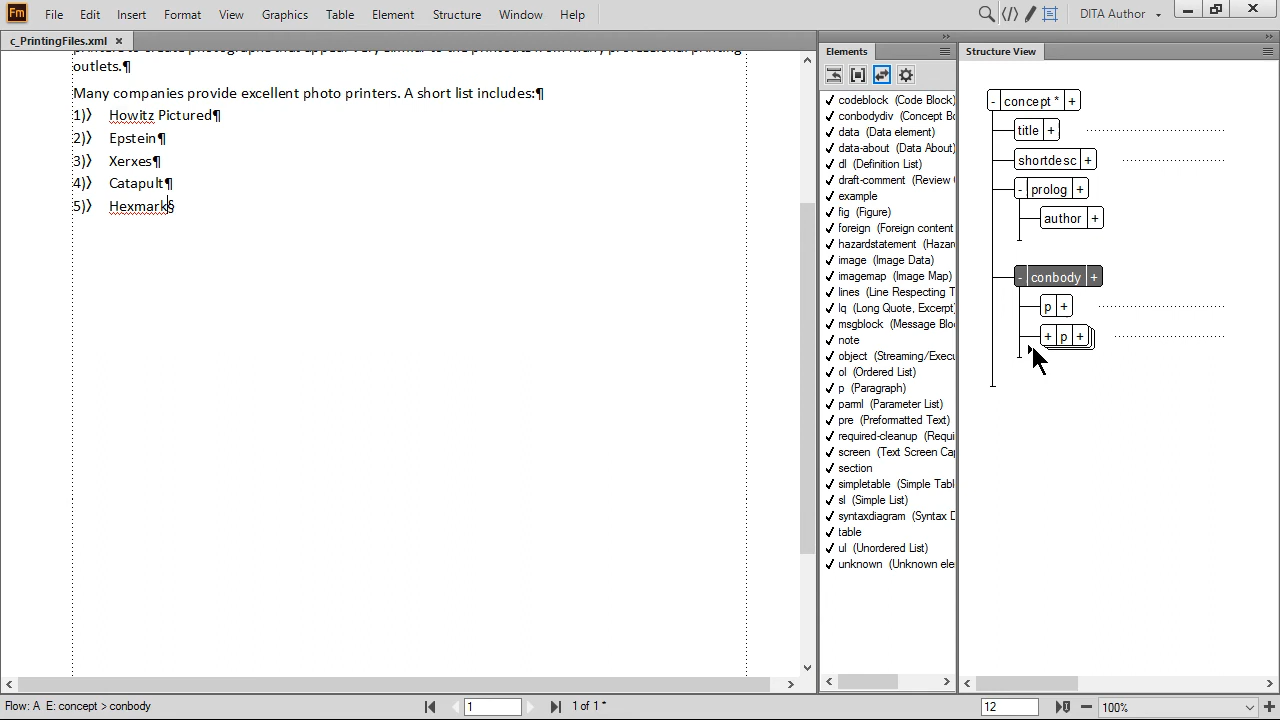 Fm File Edit Insert Format View Graphics Table Element Structure Window Help DITA Author
c_PrintingFiles.xml
outlets.¶
Many companies provide excellent photo printers. A short list includes:¶
1)〉 Howitz Pictured¶
2)〉 Epstein¶
3)〉 Xerxes¶
4)〉 Catapult¶
5)〉 Hexmark§
Elements
codeblock (Code Block)
conbodydiv (Concept Bo
data (Data element)
data-about (Data About)
dl (Definition List)
draft-comment (Review
example
fig (Figure)
foreign (Foreign content
hazardstatement (Hazar
image (Image Data)
imagemap (Image Map)
lines (Line Respecting T
lq (Long Quote, Excerpt)
msgblock (Message Blo
note
object (Streaming/Execu
ol (Ordered List)
p (Paragraph)
parml (Parameter List)
pre (Preformatted Text)
required-cleanup (Requi
screen (Text Screen Cap
section
simpletable (Simple Tabl
sl (Simple List)
syntaxdiagram (Syntax D
table
ul (Unordered List)
unknown (Unknown ele
Structure View
- concept * +
title +
shortdesc +
- prolog +
author +
- conbody +
p +
+ p +
Flow: A E: concept > conbody 1 1 of 1 * 12 100%